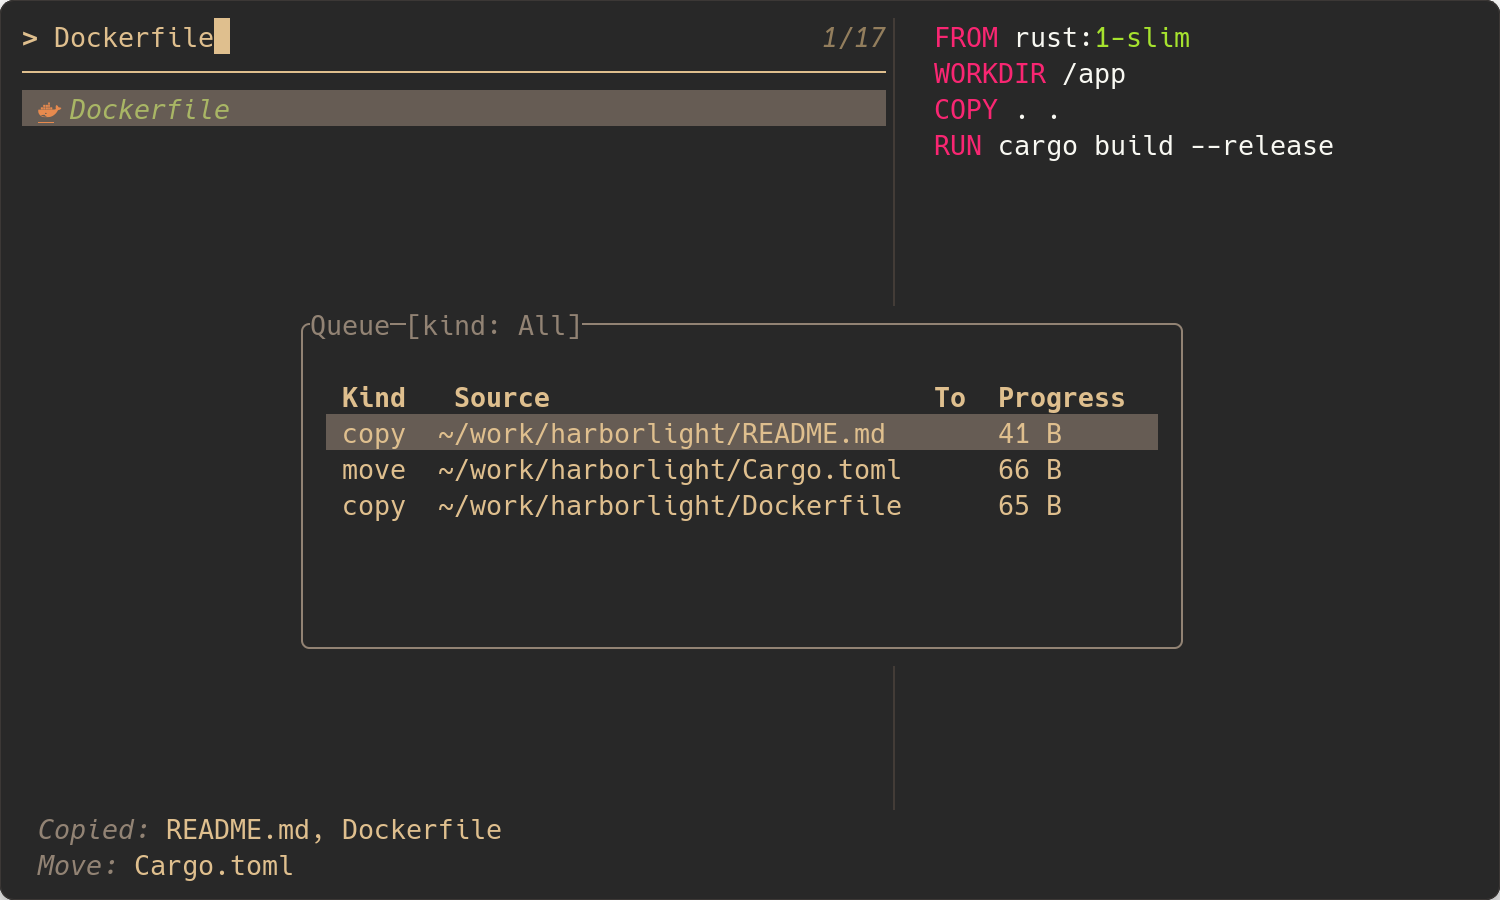 > Dockerfile 1/17
Dockerfile
FROM rust:1-slim
WORKDIR /app
COPY . .
RUN cargo build --release
Queue [kind: All]
Kind Source To Progress
copy ~/work/harborlight/README.md 41 B
move ~/work/harborlight/Cargo.toml 66 B
copy ~/work/harborlight/Dockerfile 65 B
Copied: README.md, Dockerfile
Move: Cargo.toml